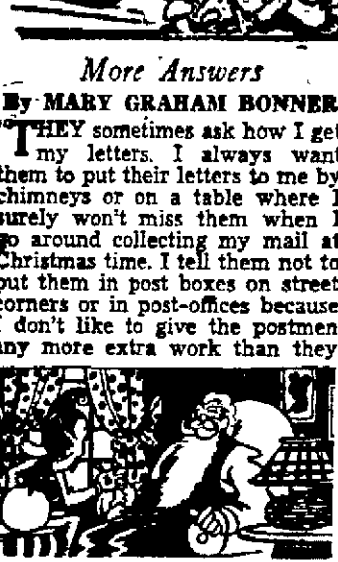 More Answers
By MARY GRAHAM BONNER
"THEY sometimes ask how I get
my letters. I always want
them to put their letters to me by
chimneys or on a table where I
surely won't miss them when I
go around collecting my mail at
Christmas time. I tell them not to
put them in post boxes on street
corners or in post-offices because
I don't like to give the postmen
any more extra work than they